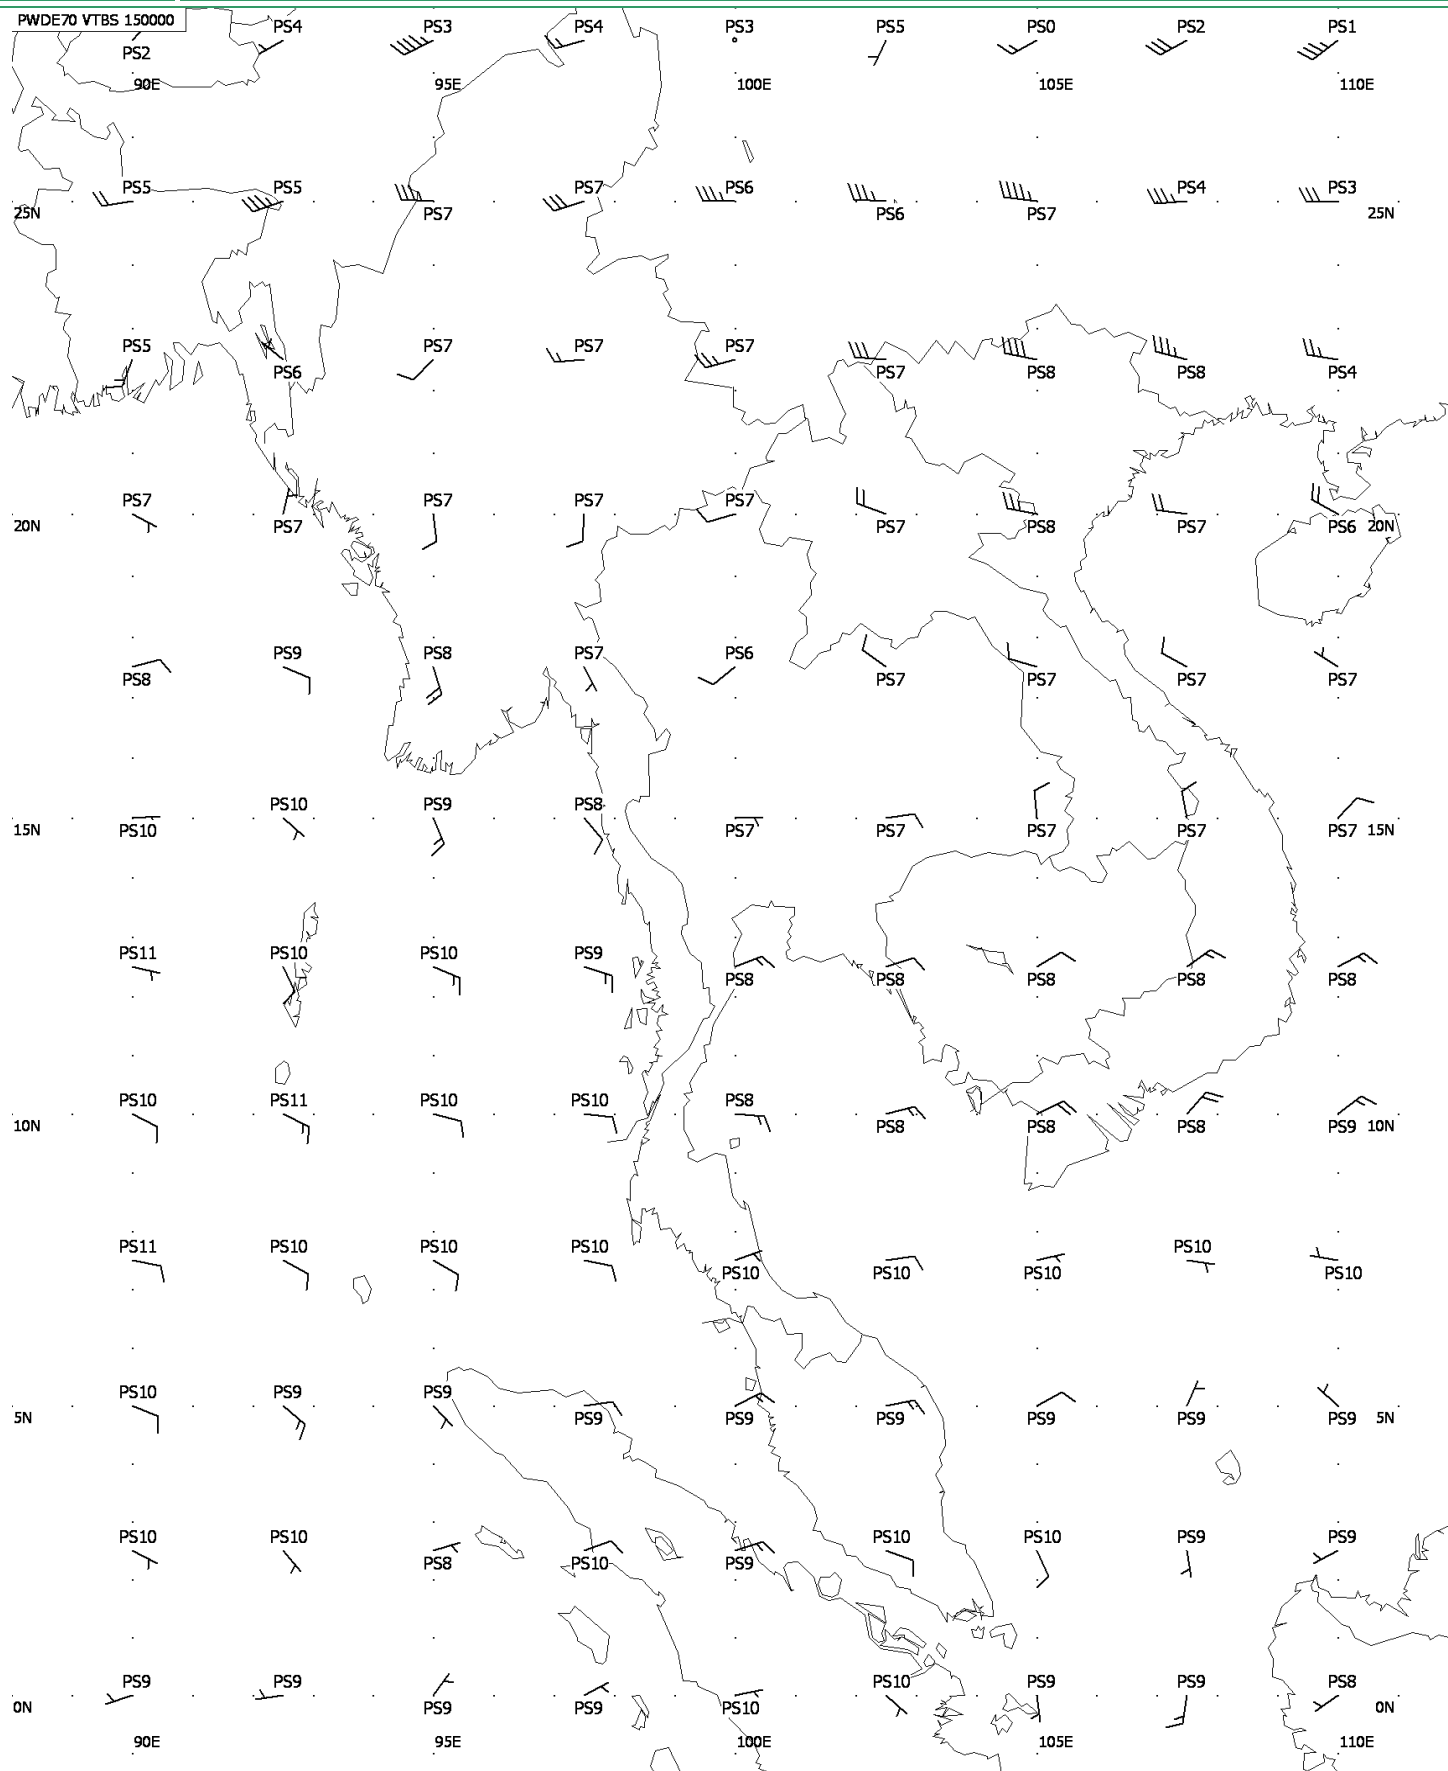 PWDE70 VTBS 150000
PS2 PS4 PS3 PS4 PS3 PS5 PS0 PS2 PS1
90E 95E 100E 105E 110E
PS5 PS5 PS7 PS7 PS6 PS6 PS7 PS4 PS3
25N 25N
PS5 PS6 PS7 PS7 PS7 PS7 PS8 PS8 PS4
PS7 PS7 PS7 PS7 PS7 PS7 PS8 PS7 PS6
20N 20N
PS8 PS9 PS8 PS7 PS6 PS7 PS7 PS7 PS7
PS10 PS10 PS9 PS8 PS7 PS7 PS7 PS7 PS7
15N 15N
PS11 PS10 PS10 PS9 PS8 PS8 PS8 PS8 PS8
PS10 PS11 PS10 PS10 PS8 PS8 PS8 PS8 PS9
10N 10N
PS11 PS10 PS10 PS10 PS10 PS10 PS10 PS10 PS10
PS10 PS9 PS9 PS9 PS9 PS9 PS9 PS9 PS9
5N 5N
PS10 PS10 PS8 PS10 PS9 PS10 PS10 PS9 PS9
PS9 PS9 PS9 PS9 PS10 PS10 PS9 PS9 PS8
0N 0N
90E 95E 100E 105E 110E